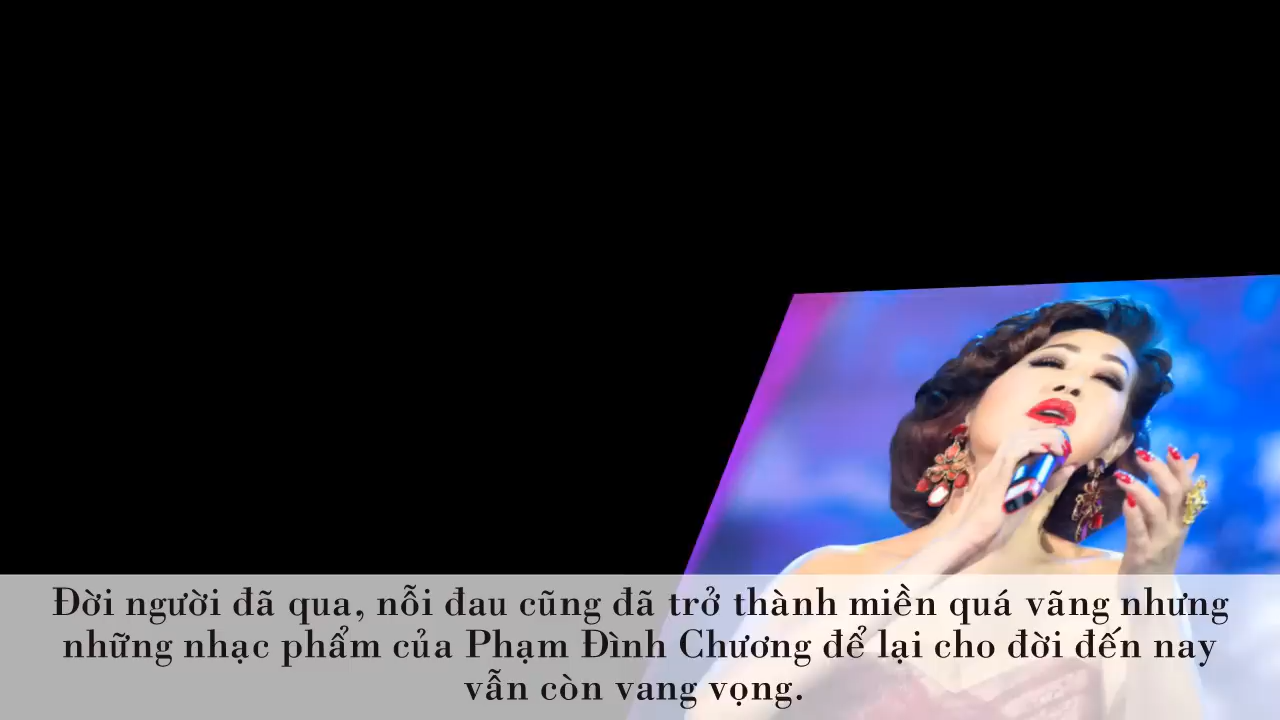 Đời người đã qua, nỗi đau cũng đã trở thành miền quá vãng nhưng
những nhạc phẩm của Phạm Đình Chương để lại cho đời đến nay
vẫn còn vang vọng.